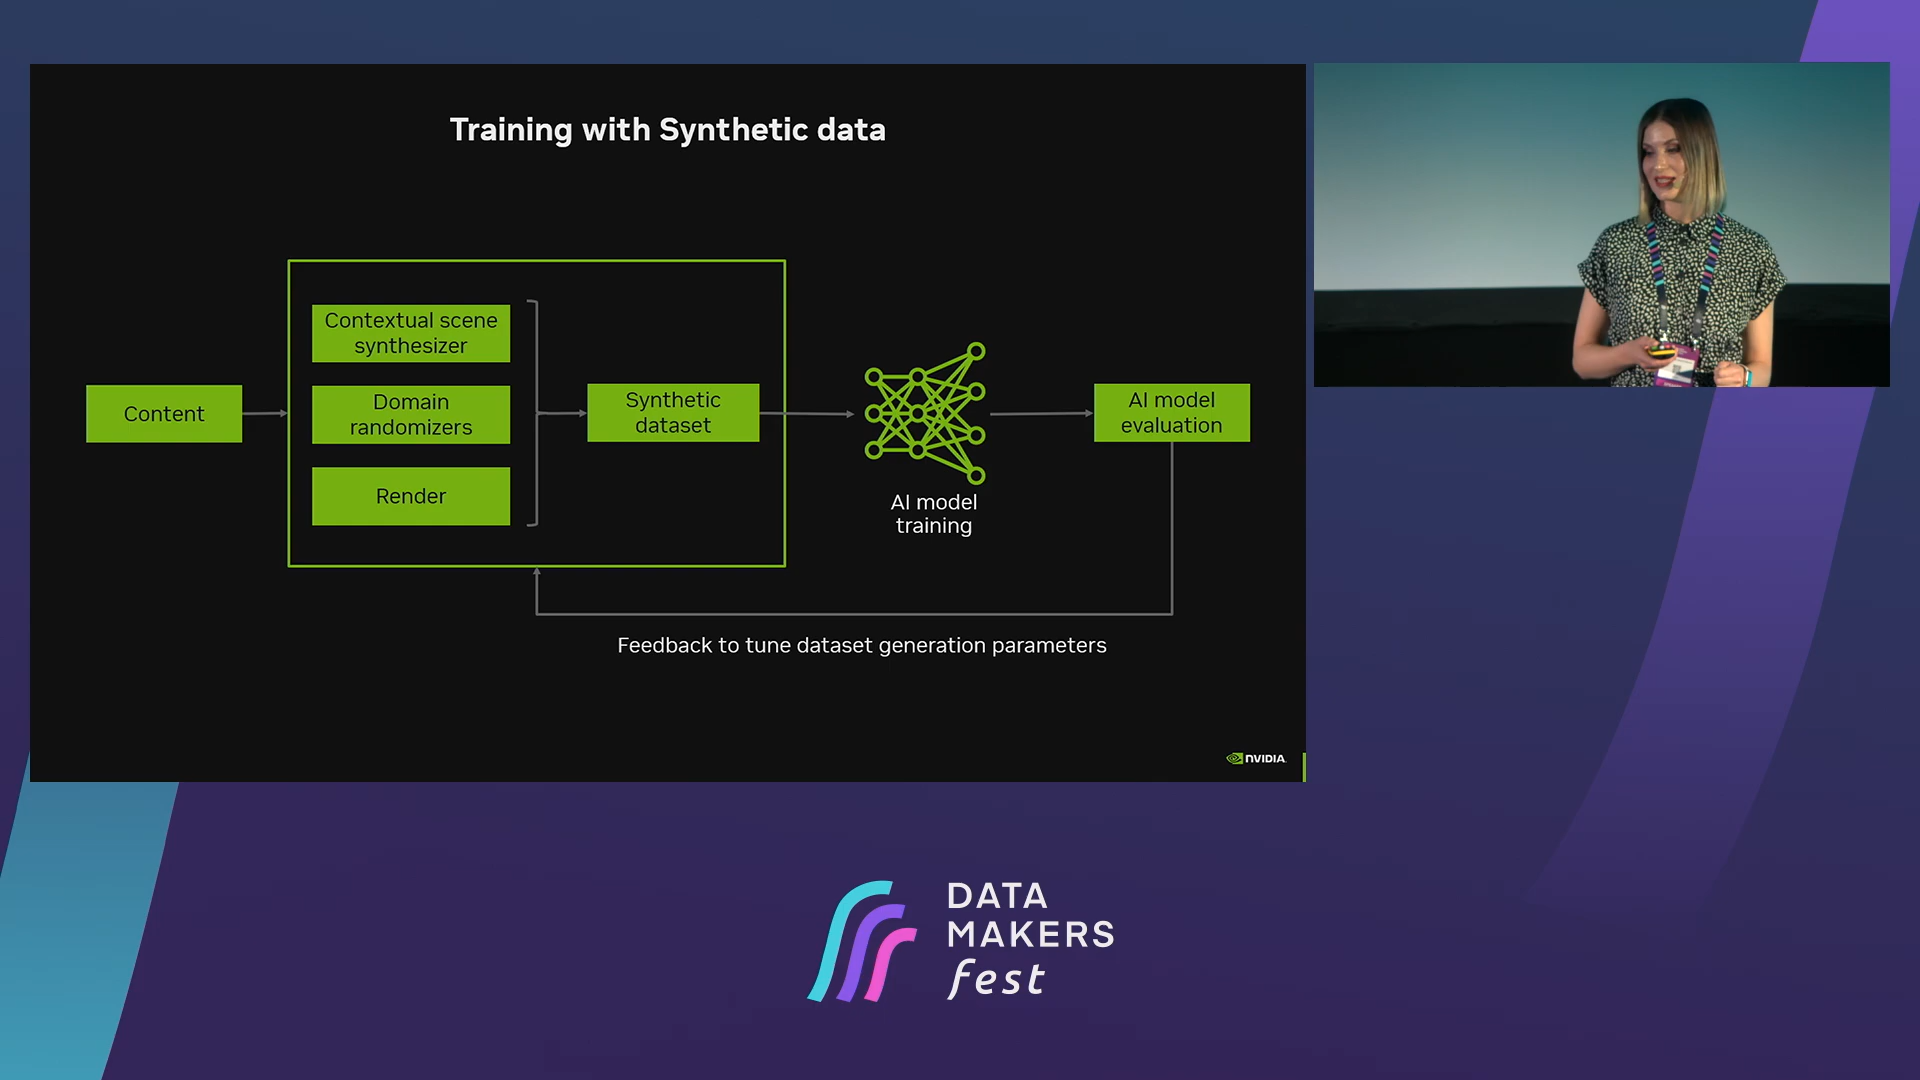 Training with Synthetic data
Content
Contextual scene
synthesizer
Domain
randomizers
Render
Synthetic
dataset
AI model
training
AI model
evaluation
Feedback to tune dataset generation parameters
NVIDIA
DATA
MAKERS
fest